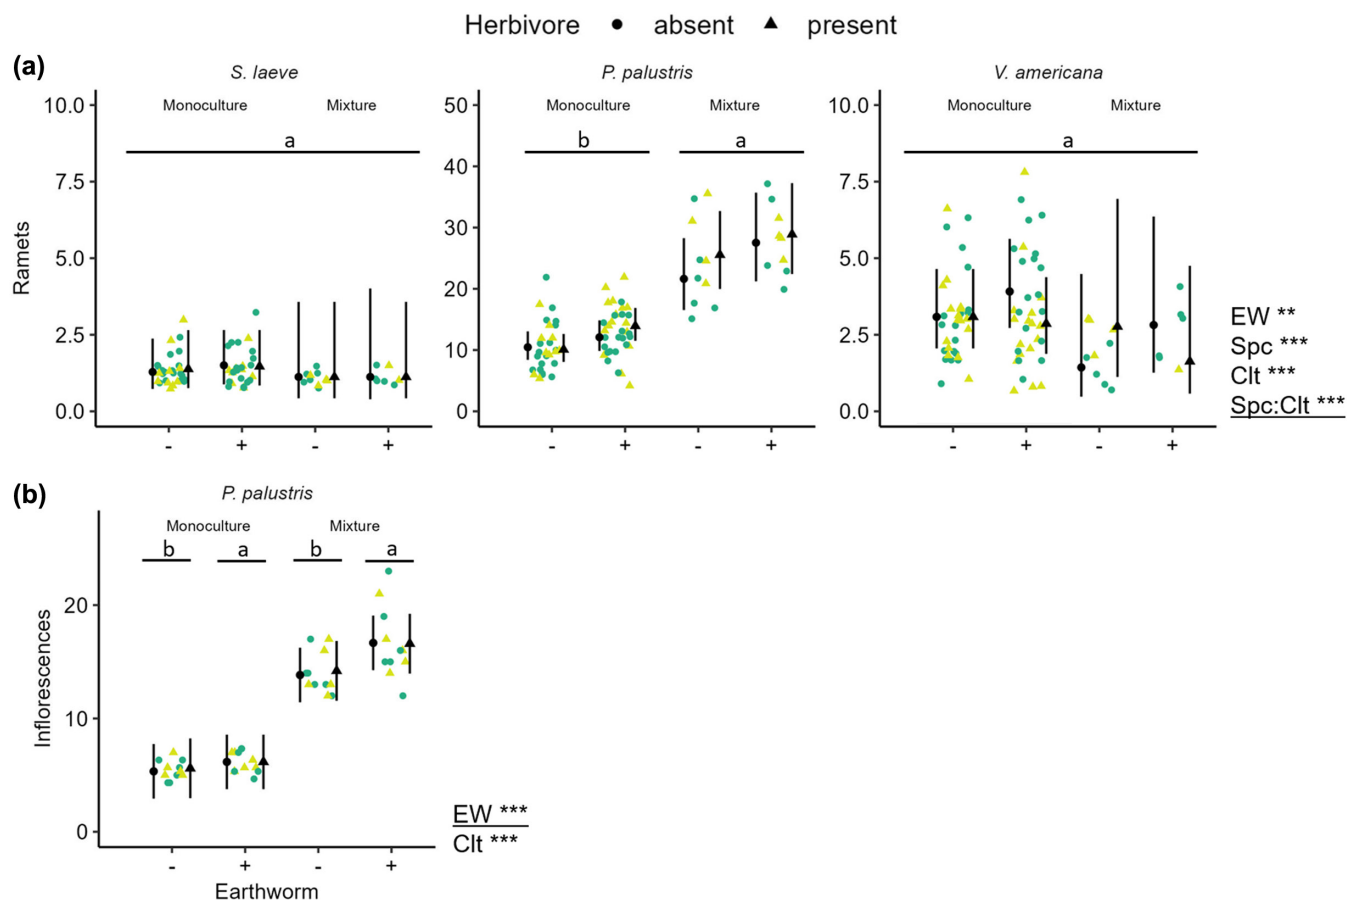 Herbivore absent present
(a)
S. laeve P. palustris V. americana
Monoculture Mixture Monoculture Mixture Monoculture Mixture
10.0 50 10.0
a b a a
7.5 40 7.5
30
Ramets
5.0 5.0
20
2.5 2.5
10
0.0 0 0.0
- + - + - + - + - + - +
EW **
Spc ***
Clt ***
Spc:Clt ***
(b)
P. palustris
Monoculture Mixture
b a b a
20
Inflorescences
10
0
- + - +
Earthworm
EW ***
Clt ***